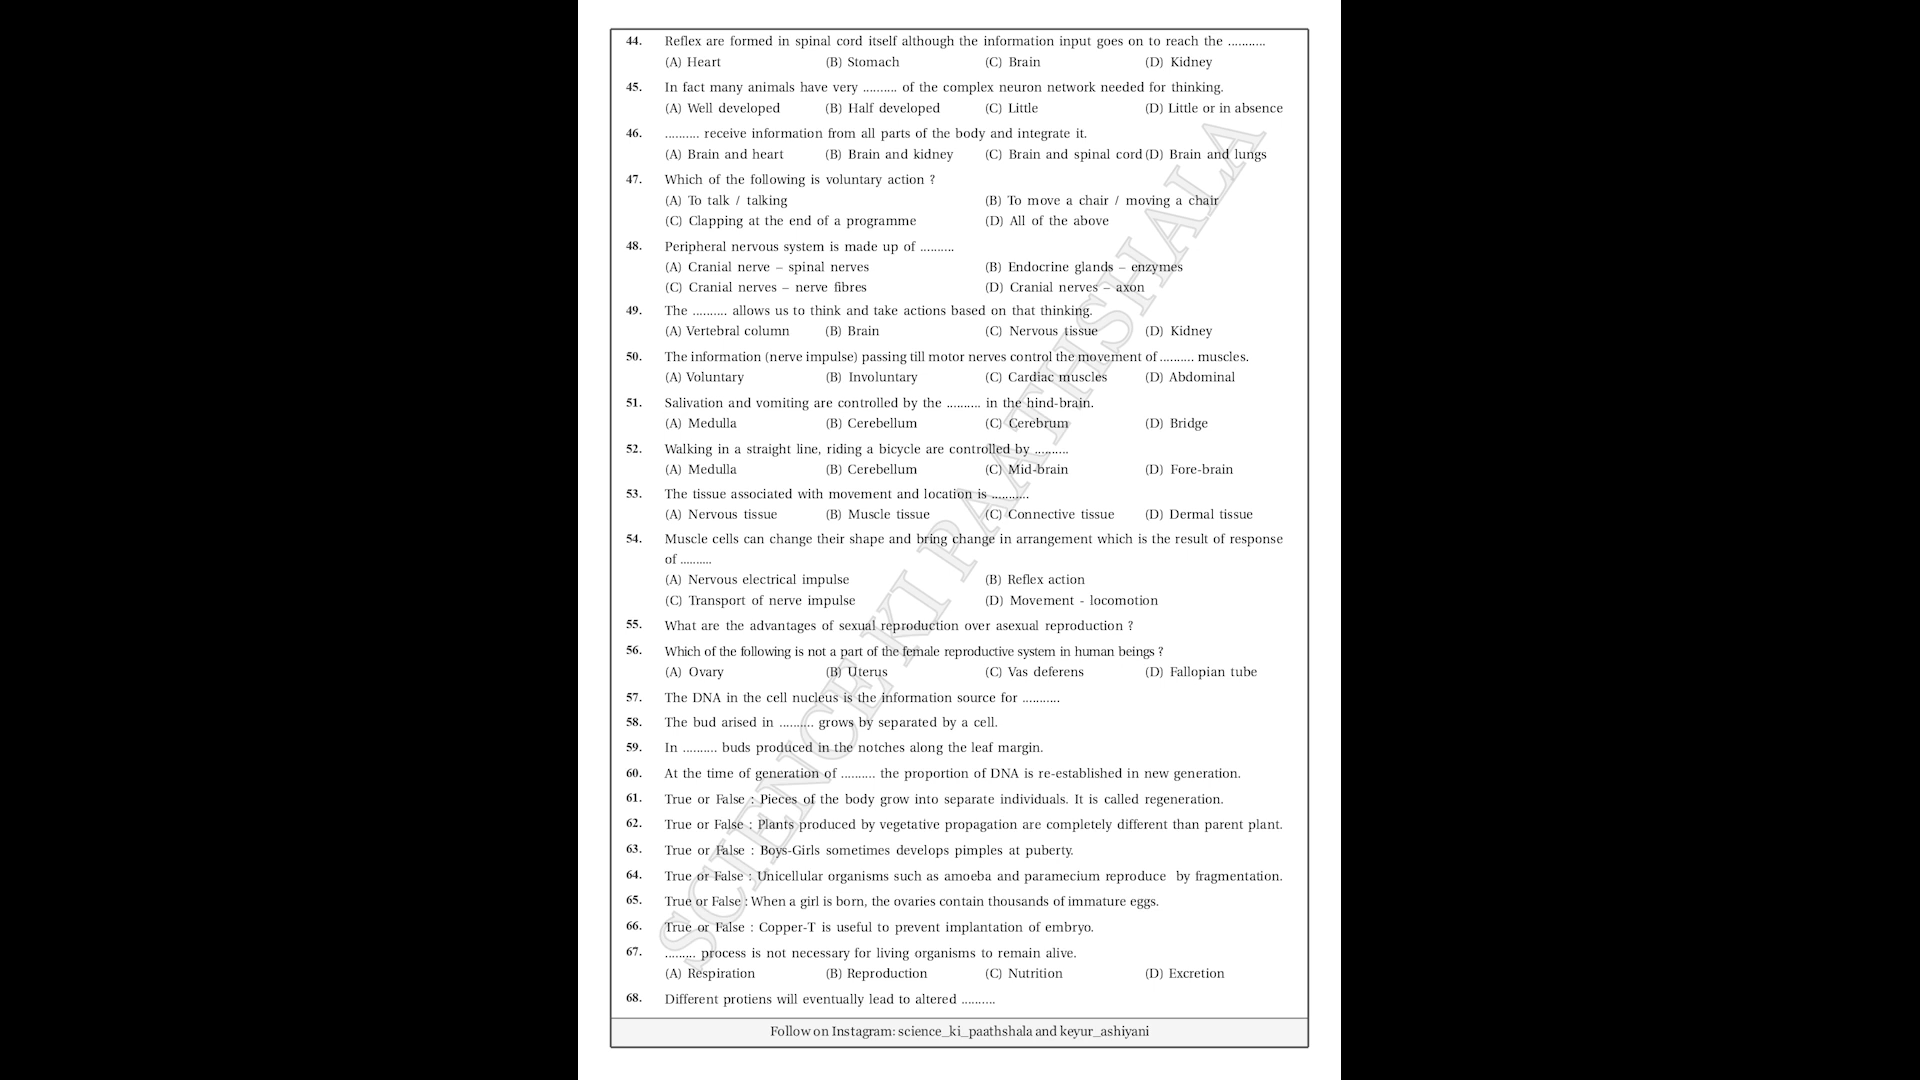 44. Reflex are formed in spinal cord itself although the information input goes on to reach the ...........
(A) Heart (B) Stomach (C) Brain (D) Kidney
45. In fact many animals have very .......... of the complex neuron network needed for thinking.
(A) Well developed (B) Half developed (C) Little (D) Little or in absence
46. .......... receive information from all parts of the body and integrate it.
(A) Brain and heart (B) Brain and kidney (C) Brain and spinal cord (D) Brain and lungs
47. Which of the following is voluntary action ?
(A) To talk / talking (B) To move a chair / moving a chair
(C) Clapping at the end of a programme (D) All of the above
48. Peripheral nervous system is made up of ..........
(A) Cranial nerve – spinal nerves (B) Endocrine glands – enzymes
(C) Cranial nerves – nerve fibres (D) Cranial nerves – axon
49. The .......... allows us to think and take actions based on that thinking.
(A) Vertebral column (B) Brain (C) Nervous tissue (D) Kidney
50. The information (nerve impulse) passing till motor nerves control the movement of .......... muscles.
(A) Voluntary (B) Involuntary (C) Cardiac muscles (D) Abdominal
51. Salivation and vomiting are controlled by the .......... in the hind-brain.
(A) Medulla (B) Cerebellum (C) Cerebrum (D) Bridge
52. Walking in a straight line, riding a bicycle are controlled by ..........
(A) Medulla (B) Cerebellum (C) Mid-brain (D) Fore-brain
53. The tissue associated with movement and location is ...........
(A) Nervous tissue (B) Muscle tissue (C) Connective tissue (D) Dermal tissue
54. Muscle cells can change their shape and bring change in arrangement which is the result of response
of ..........
(A) Nervous electrical impulse (B) Reflex action
(C) Transport of nerve impulse (D) Movement - locomotion
55. What are the advantages of sexual reproduction over asexual reproduction ?
56. Which of the following is not a part of the female reproductive system in human beings ?
(A) Ovary (B) Uterus (C) Vas deferens (D) Fallopian tube
57. The DNA in the cell nucleus is the information source for ...........
58. The bud arised in .......... grows by separated by a cell.
59. In .......... buds produced in the notches along the leaf margin.
60. At the time of generation of .......... the proportion of DNA is re-established in new generation.
61. True or False : Pieces of the body grow into separate individuals. It is called regeneration.
62. True or False : Plants produced by vegetative propagation are completely different than parent plant.
63. True or False : Boys-Girls sometimes develops pimples at puberty.
64. True or False : Unicellular organisms such as amoeba and paramecium reproduce by fragmentation.
65. True or False : When a girl is born, the ovaries contain thousands of immature eggs.
66. True or False : Copper-T is useful to prevent implantation of embryo.
67. ......... process is not necessary for living organisms to remain alive.
(A) Respiration (B) Reproduction (C) Nutrition (D) Excretion
68. Different protiens will eventually lead to altered ..........
Follow on Instagram: science_ki_paathshala and keyur_ashiyani
SCIENCE KI PAATHSHALA